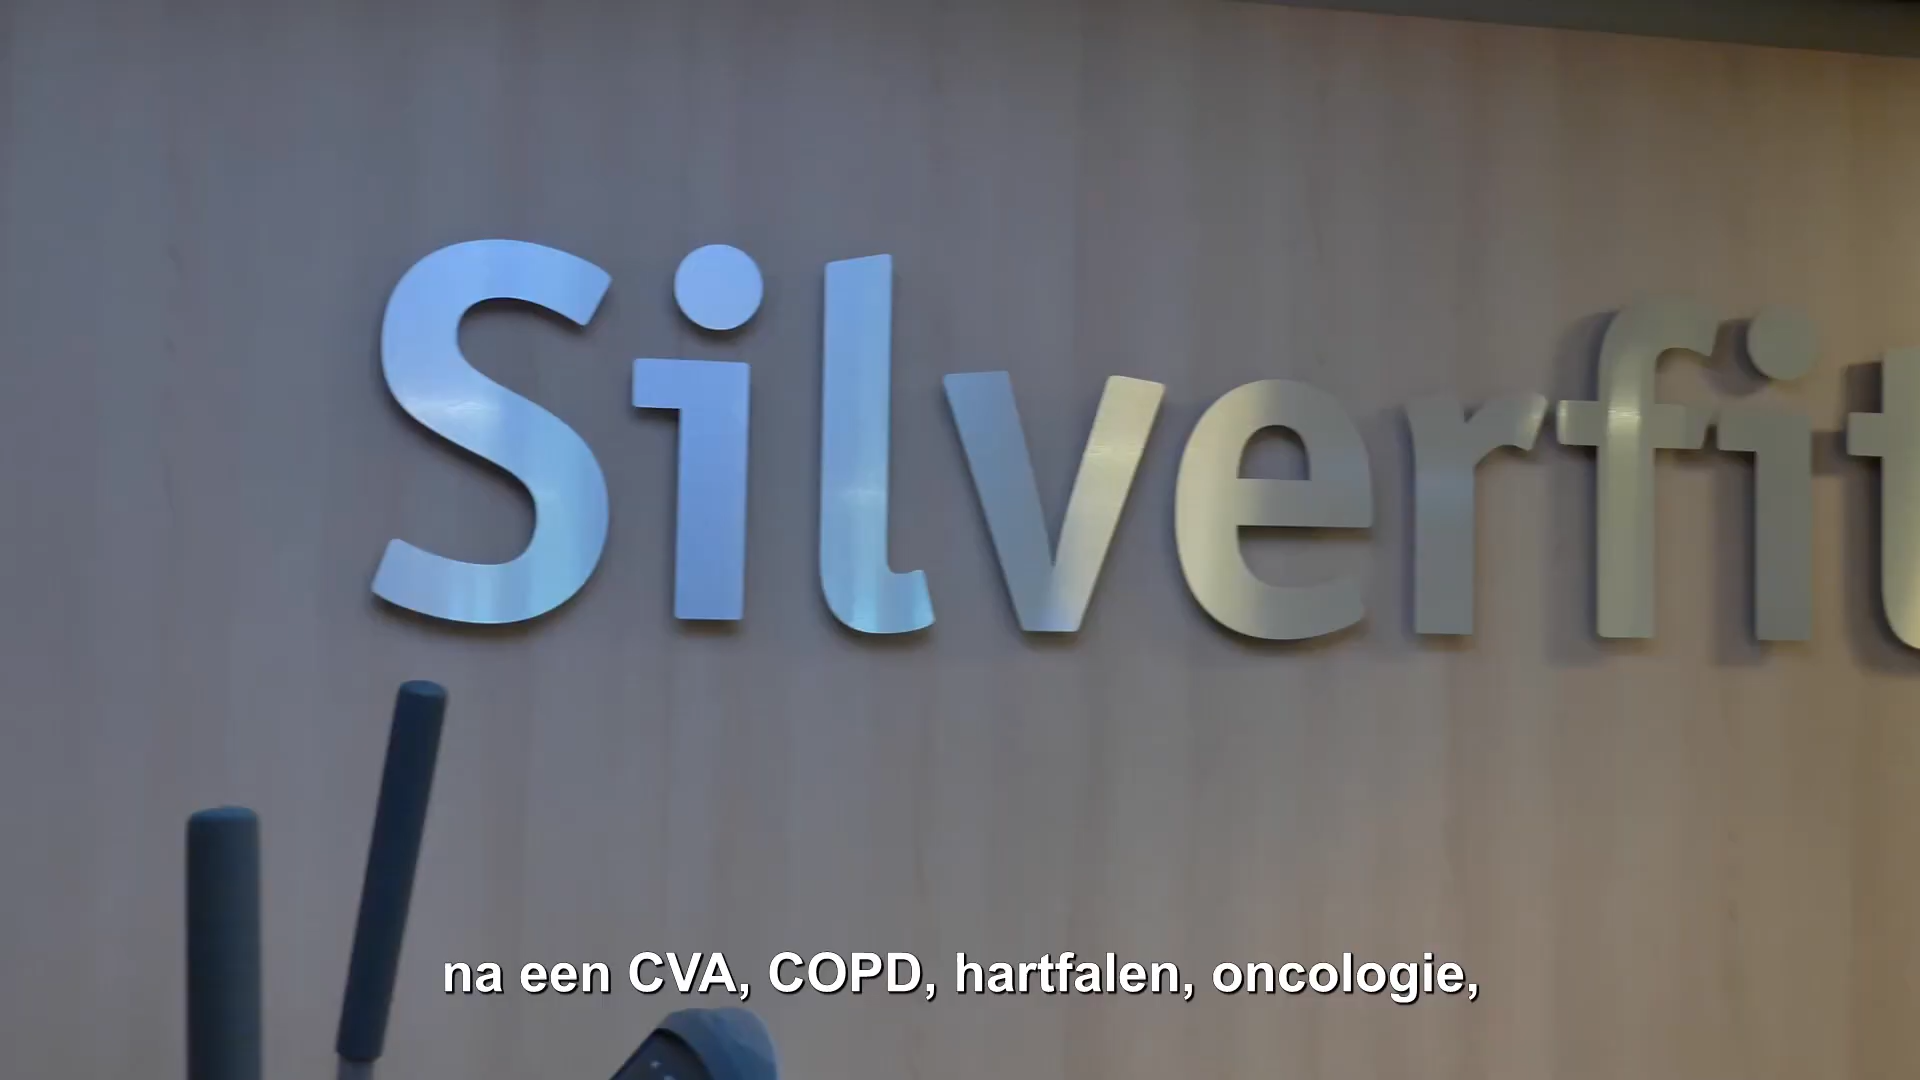 Silverfit
na een CVA, COPD, hartfalen, oncologie,